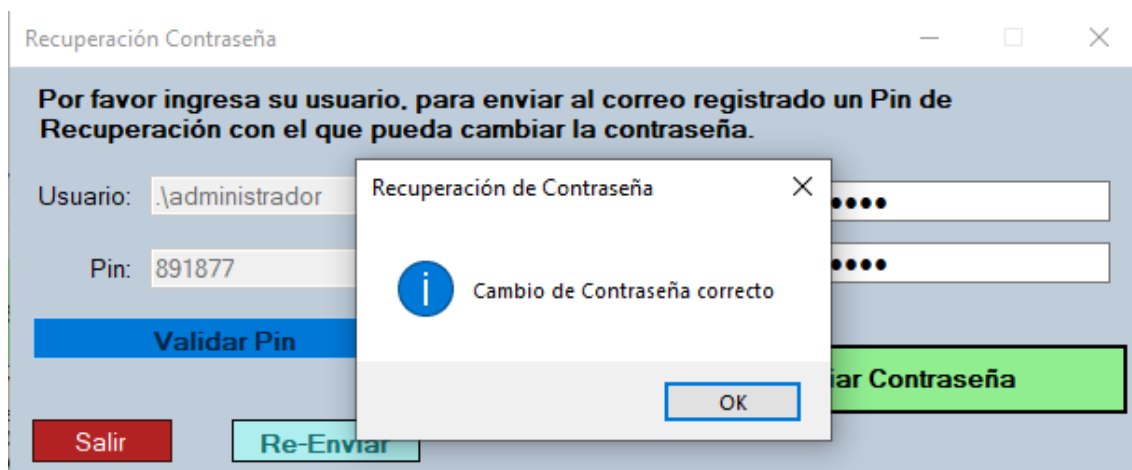 Recuperación Contraseña
Por favor ingresa su usuario, para enviar al correo registrado un Pin de
Recuperación con el que pueda cambiar la contraseña.
Usuario: .\administrador
Recuperación de Contraseña
Pin: 891877
Cambio de Contraseña correcto
Validar Pin
Contraseña
OK
Salir
Re-Enviar